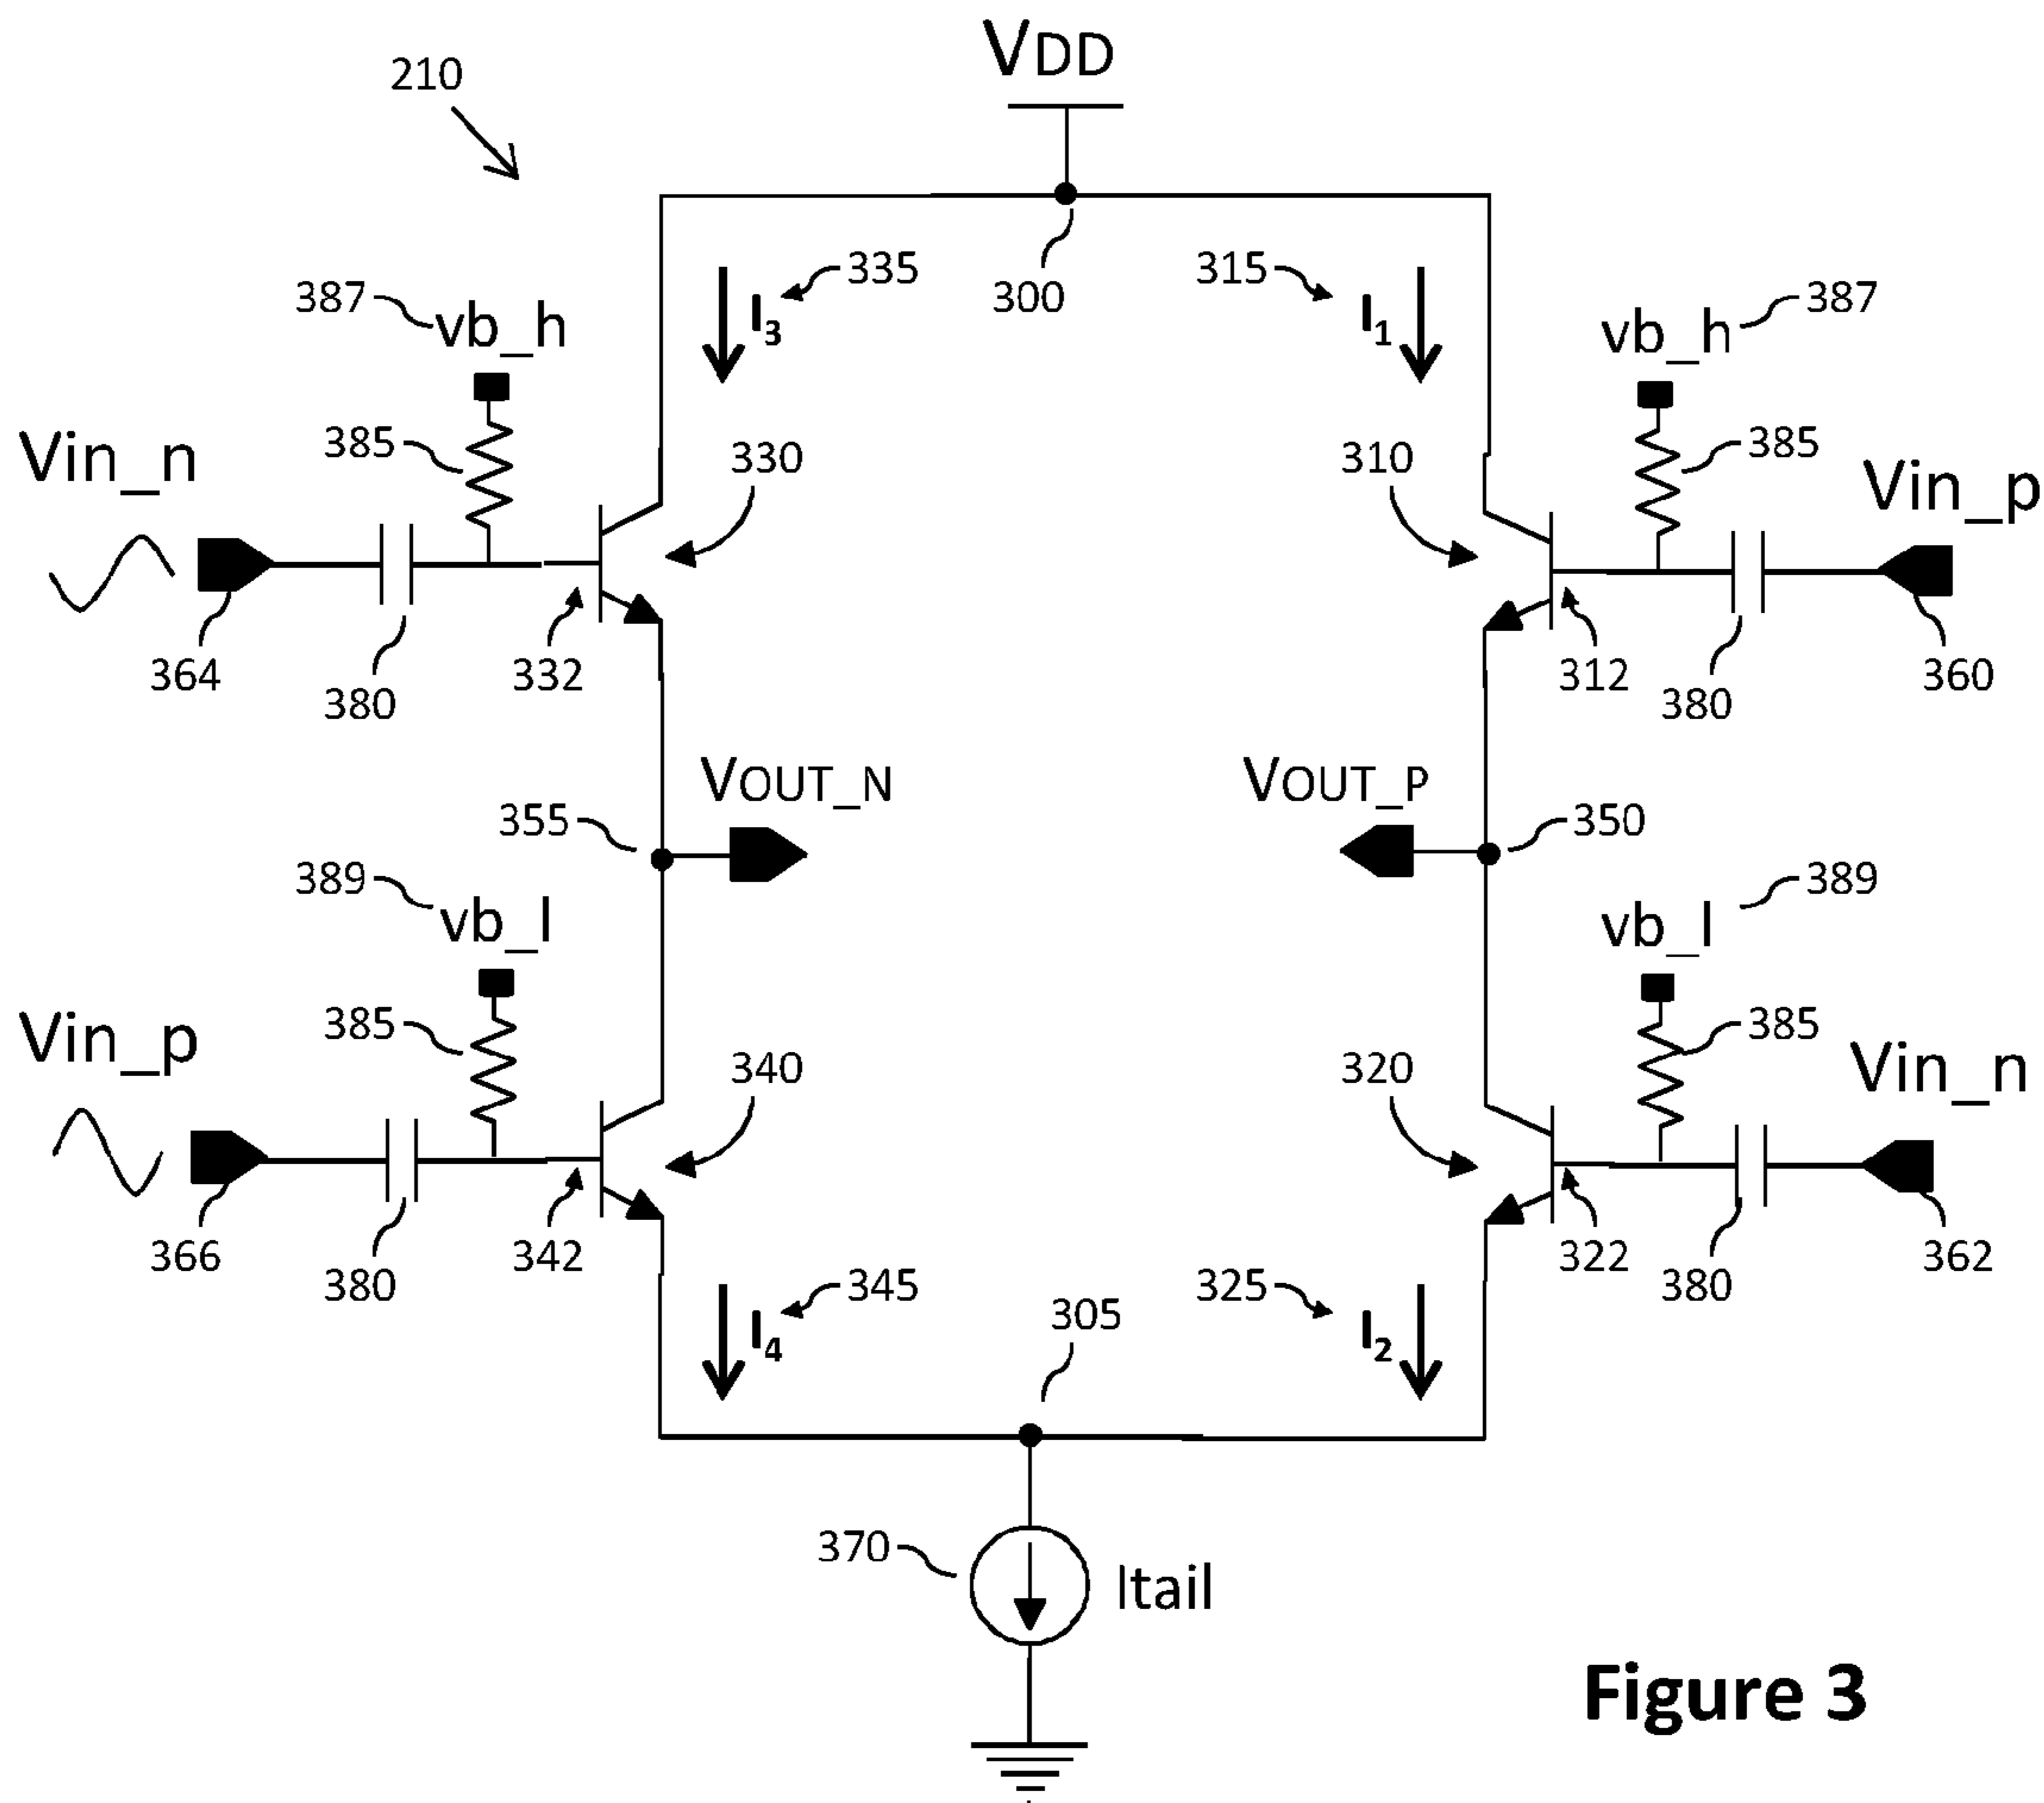 VDD
210
335
315
300
387
vb_h
I3
I1
387
vb_h
Vin_n
385
330
310
385
Vin_p
364
380
332
312
380
360
VOUT_N
VOUT_P
355
350
389
vb_l
389
vb_l
Vin_p
385
340
320
385
Vin_n
366
380
342
322
380
362
345
325
305
I4
I2
370
Itail
Figure 3